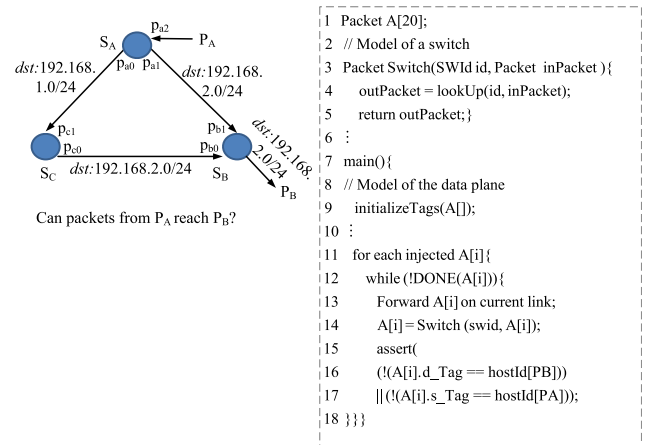 p_a2
S_A
P_A
dst:192.168.
1.0/24
p_a0 p_a1
192.168.
2.0/24
p_c1
p_c0
S_C
dst:192.168.2.0/24
p_b1
p_b0
S_B
dst:192.168.
2.0/24
P_B
Can packets from P_A reach P_B?
1 Packet A[20];
2 // Model of a switch
3 Packet Switch(SWId id, Packet inPacket ){
4 outPacket = lookUp(id, inPacket);
5 return outPacket;}
6 ⋮
7 main(){
8 // Model of the data plane
9 initializeTags(A[]);
10 ⋮
11 for each injected A[i]{
12 while (!DONE(A[i])){
13 Forward A[i] on current link;
14 A[i] = Switch (swid, A[i]);
15 assert(
16 (!(A[i].d_Tag == hostId[PB]))
17 ||(!(A[i].s_Tag == hostId[PA]));
18 }}}